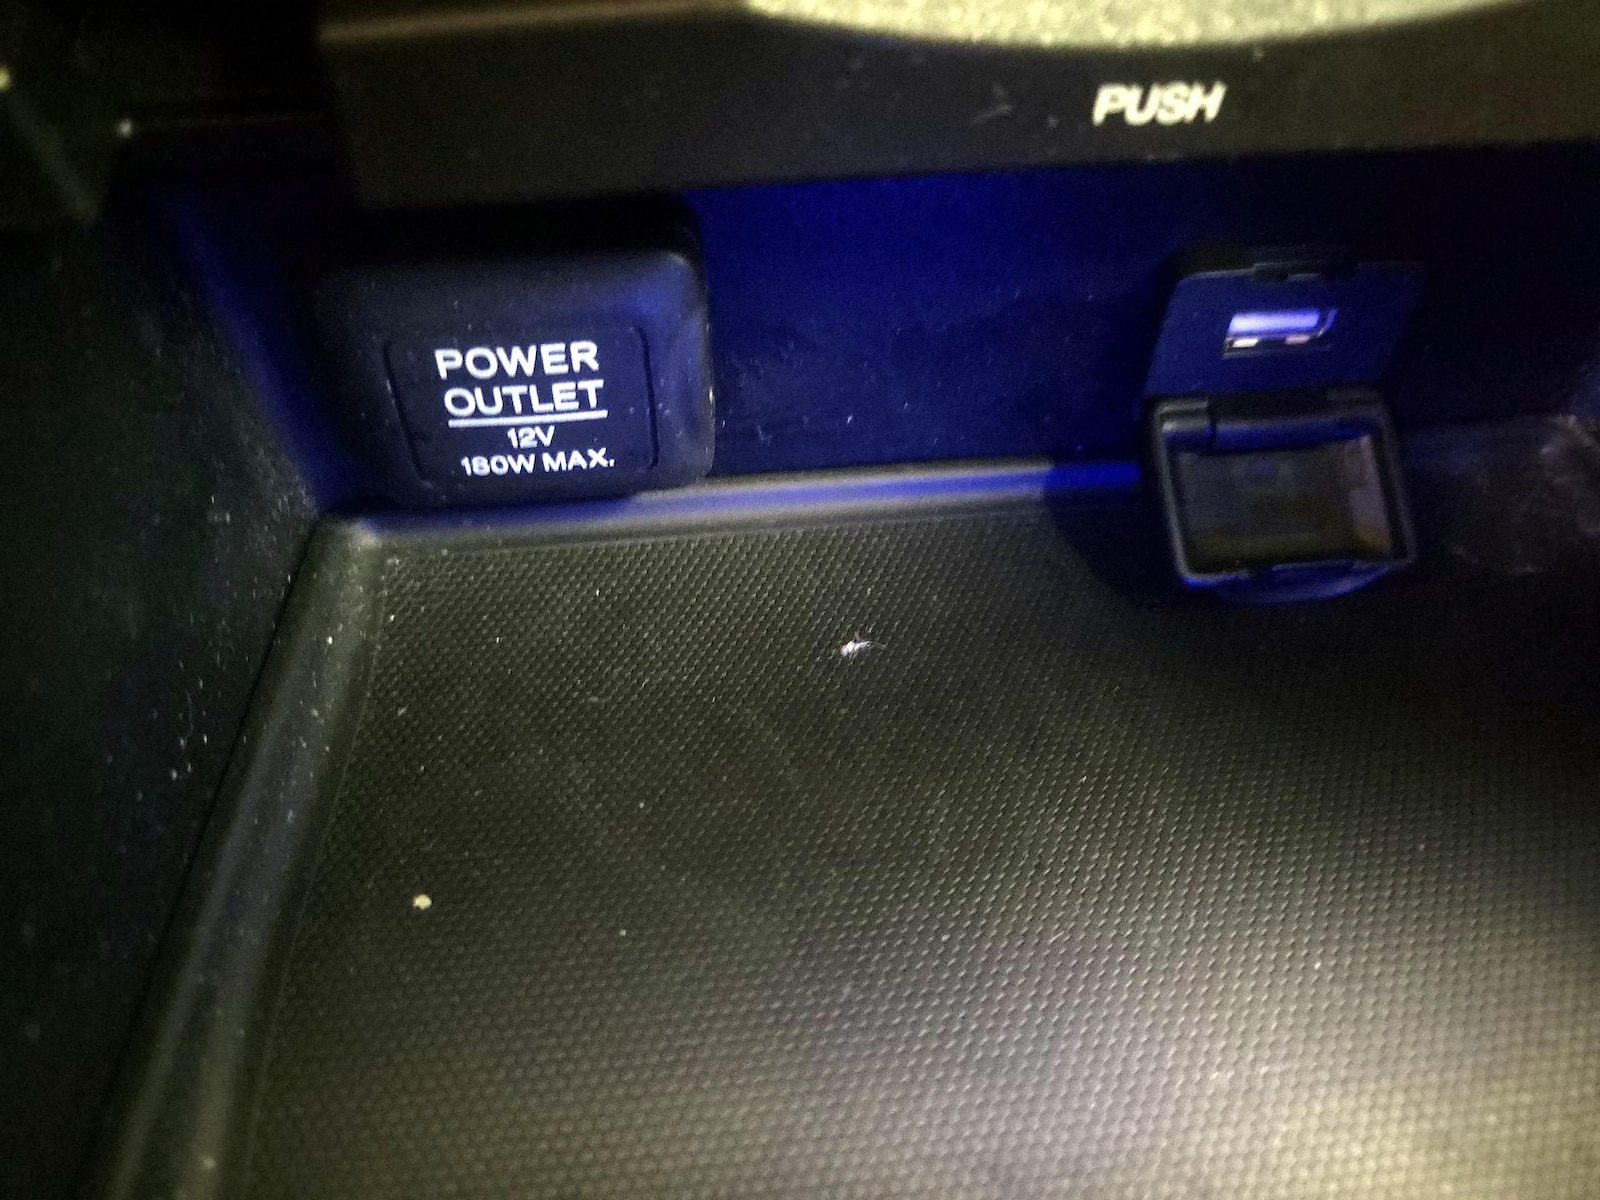 PUSH
POWER
OUTLET
12V
180W MAX.